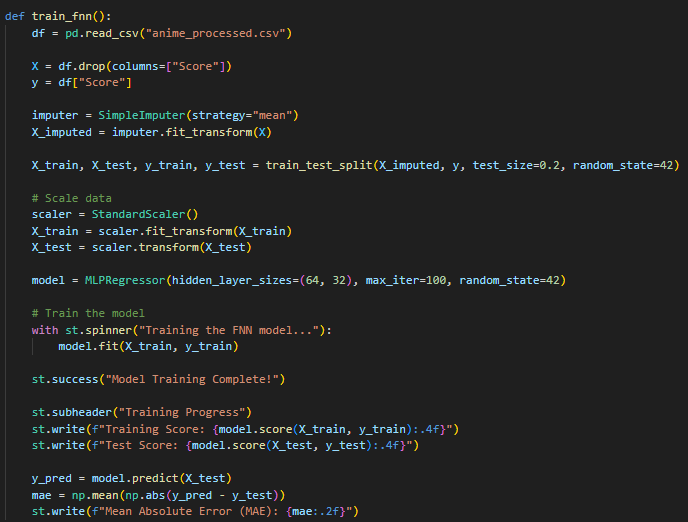 def train_fnn():
    df = pd.read_csv("anime_processed.csv")

    X = df.drop(columns=["Score"])
    y = df["Score"]

    imputer = SimpleImputer(strategy="mean")
    X_imputed = imputer.fit_transform(X)

    X_train, X_test, y_train, y_test = train_test_split(X_imputed, y, test_size=0.2, random_state=42)

    # Scale data
    scaler = StandardScaler()
    X_train = scaler.fit_transform(X_train)
    X_test = scaler.transform(X_test)

    model = MLPRegressor(hidden_layer_sizes=(64, 32), max_iter=100, random_state=42)

    # Train the model
    with st.spinner("Training the FNN model..."):
        model.fit(X_train, y_train)

    st.success("Model Training Complete!")

    st.subheader("Training Progress")
    st.write(f"Training Score: {model.score(X_train, y_train):.4f}")
    st.write(f"Test Score: {model.score(X_test, y_test):.4f}")

    y_pred = model.predict(X_test)
    mae = np.mean(np.abs(y_pred - y_test))
    st.write(f"Mean Absolute Error (MAE): {mae:.2f}")